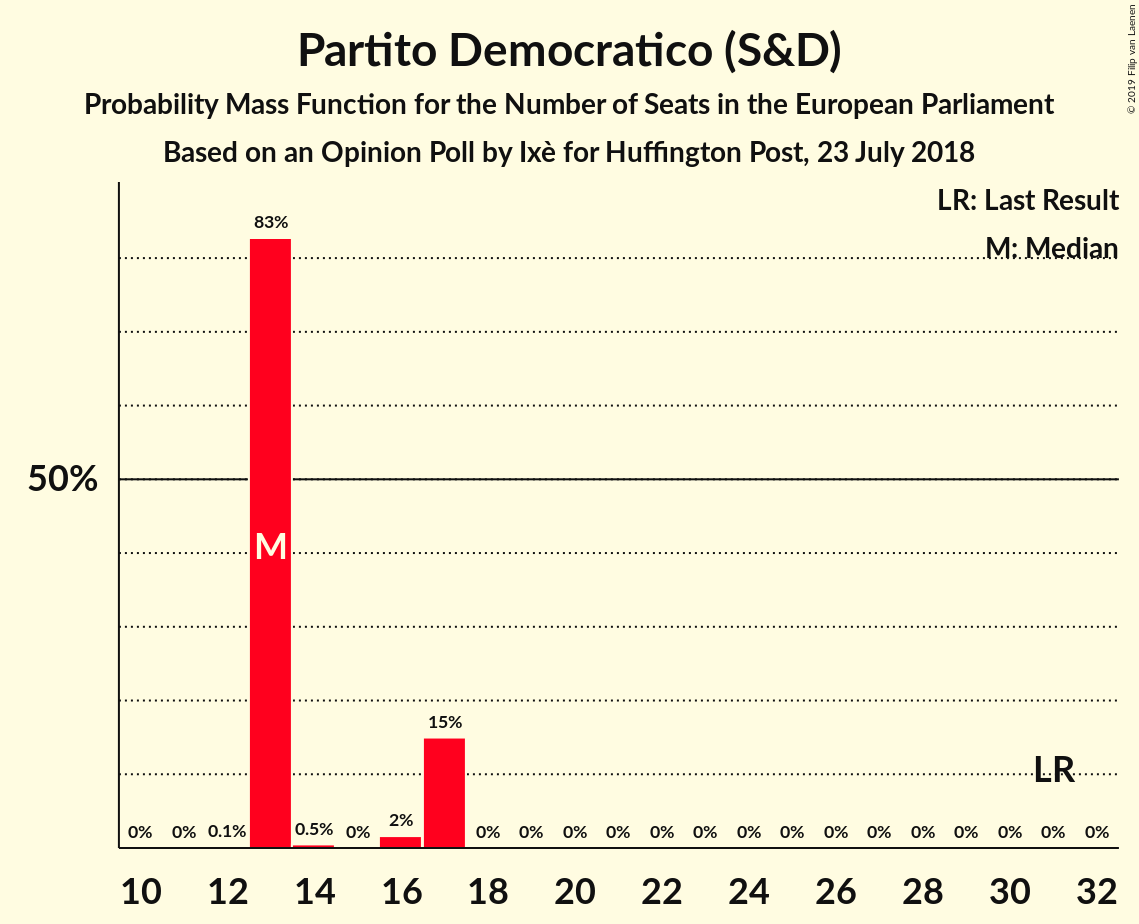 Partito Democratico (S&D)
Probability Mass Function for the Number of Seats in the European Parliament
Based on an Opinion Poll by Ixè for Huffington Post, 23 July 2018
© 2019 Filip van Laenen
LR: Last Result
M: Median
50%
0% 0% 0.1% 83% 0.5% 0% 2% 15% 0% 0% 0% 0% 0% 0% 0% 0% 0% 0% 0% 0% 0% 0% 0%
M
LR
10 12 14 16 18 20 22 24 26 28 30 32